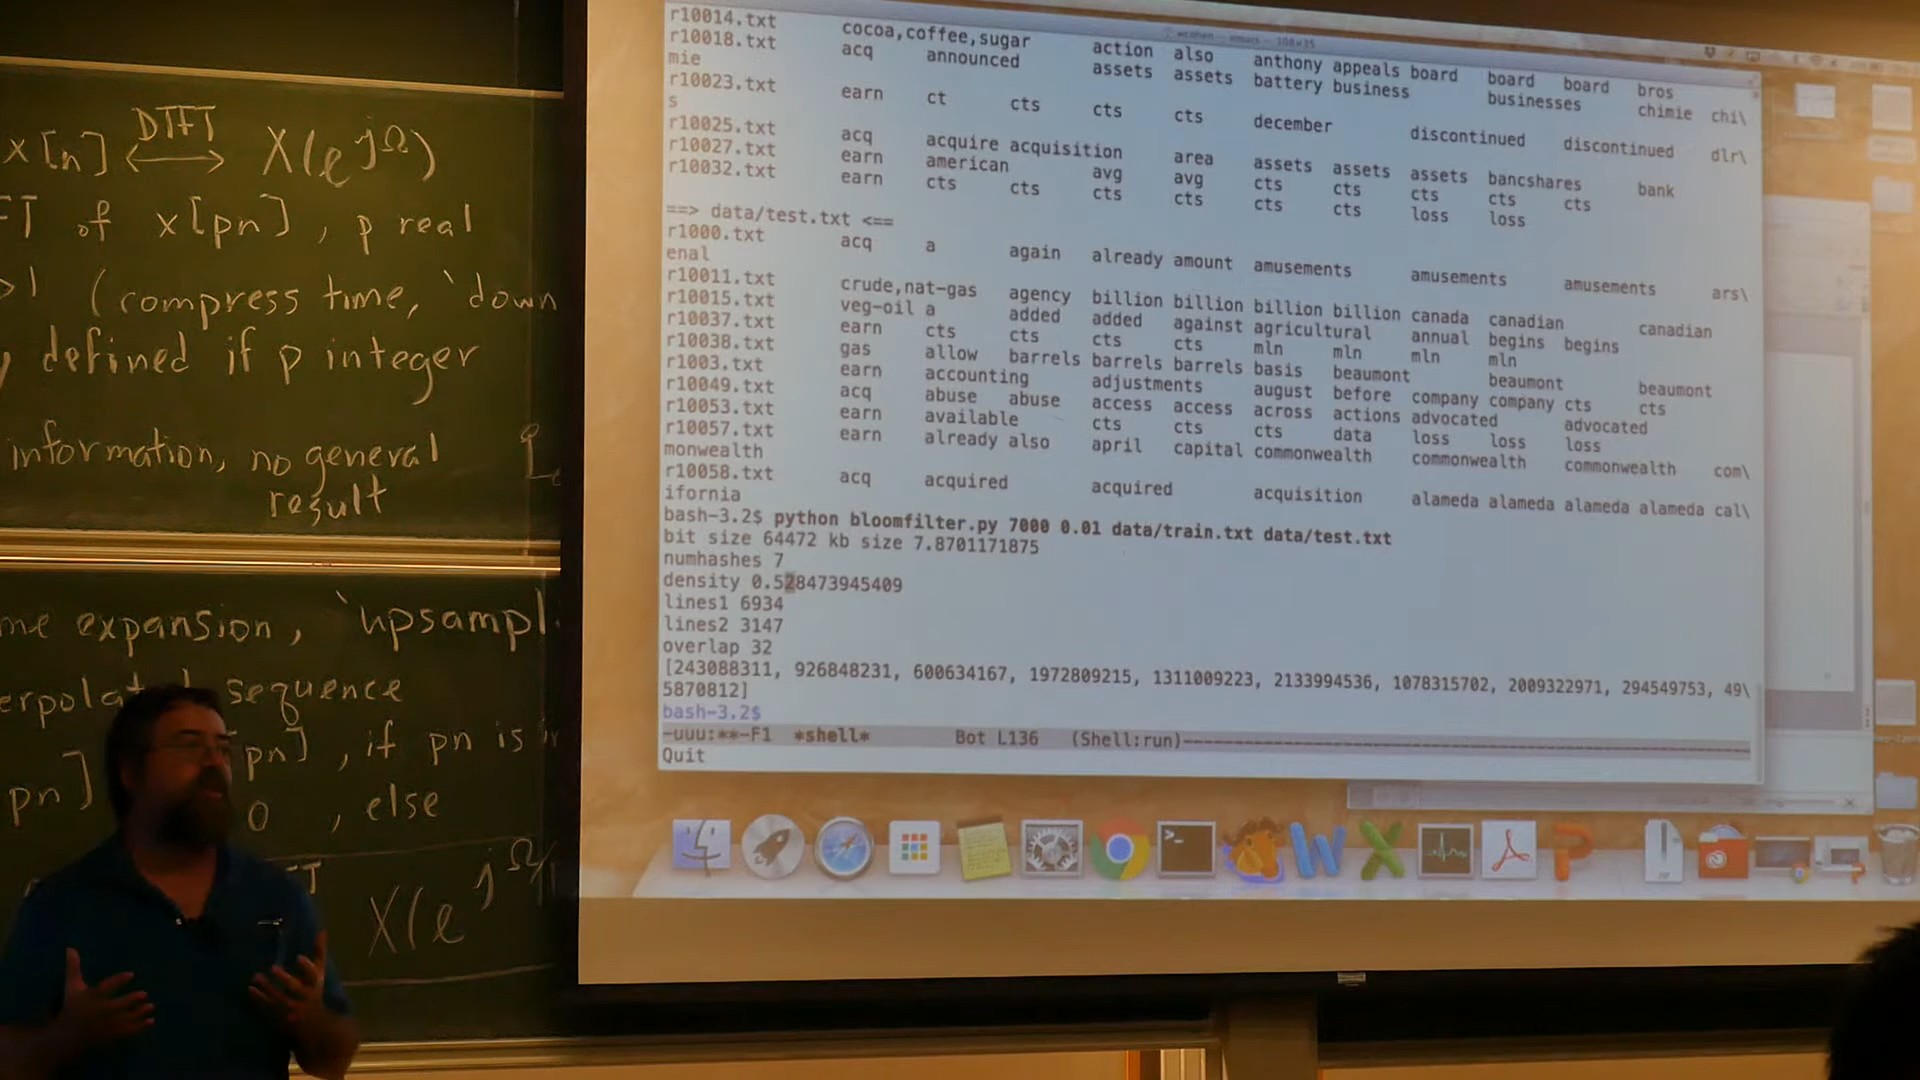 x[n] DTFT ⟷ X(e^jΩ)
FT of x[pn], p real
>1 (compress time, `down
y defined if p integer
information, no general
result
me expansion, `upsampl
erpolat sequence
pn] [pn], if pn is in
0 , else
X(e^jΩ/
r10014.txt cocoa,coffee,sugar action also anthony appeals board board board bros
r10018.txt acq announced assets assets battery business businesses chimie chi\
mie
r10023.txt earn ct cts cts cts december discontinued discontinued dlr\
s
r10025.txt acq acquire acquisition area assets assets assets bancshares bank
r10027.txt earn american avg avg cts cts cts cts cts
r10032.txt earn cts cts cts cts cts cts loss loss
==> data/test.txt <==
r1000.txt acq a again already amount amusements amusements amusements ars\
enal
r10011.txt crude,nat-gas agency billion billion billion billion canada canadian canadian
r10015.txt veg-oil a added added against agricultural annual begins begins
r10037.txt earn cts cts cts cts mln mln mln mln
r10038.txt gas allow barrels barrels barrels basis beaumont beaumont beaumont
r1003.txt earn accounting adjustments august before company company cts cts
r10049.txt acq abuse abuse access access across actions advocated advocated
r10053.txt earn available cts cts cts data loss loss loss
r10057.txt earn already also april capital commonwealth commonwealth commonwealth com\
monwealth
r10058.txt acq acquired acquired acquisition alameda alameda alameda alameda cal\
ifornia
bash-3.2$ python bloomfilter.py 7000 0.01 data/train.txt data/test.txt
bit size 64472 kb size 7.8701171875
numhashes 7
density 0.528473945409
lines1 6934
lines2 3147
overlap 32
[243088311, 926848231, 600634167, 1972809215, 1311009223, 2133994536, 1078315702, 2009322971, 294549753, 49\
5870812]
bash-3.2$
-uuu:**-F1 *shell* Bot L136 (Shell:run)
Quit